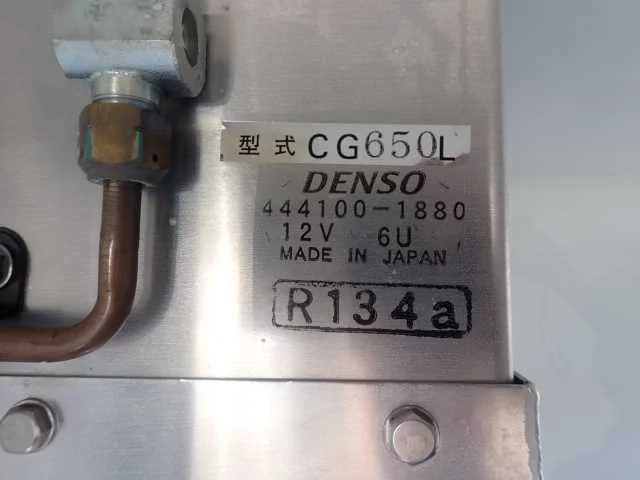 型式 CG650L
DENSO
444100-1880
12V 6U
MADE IN JAPAN
R134a